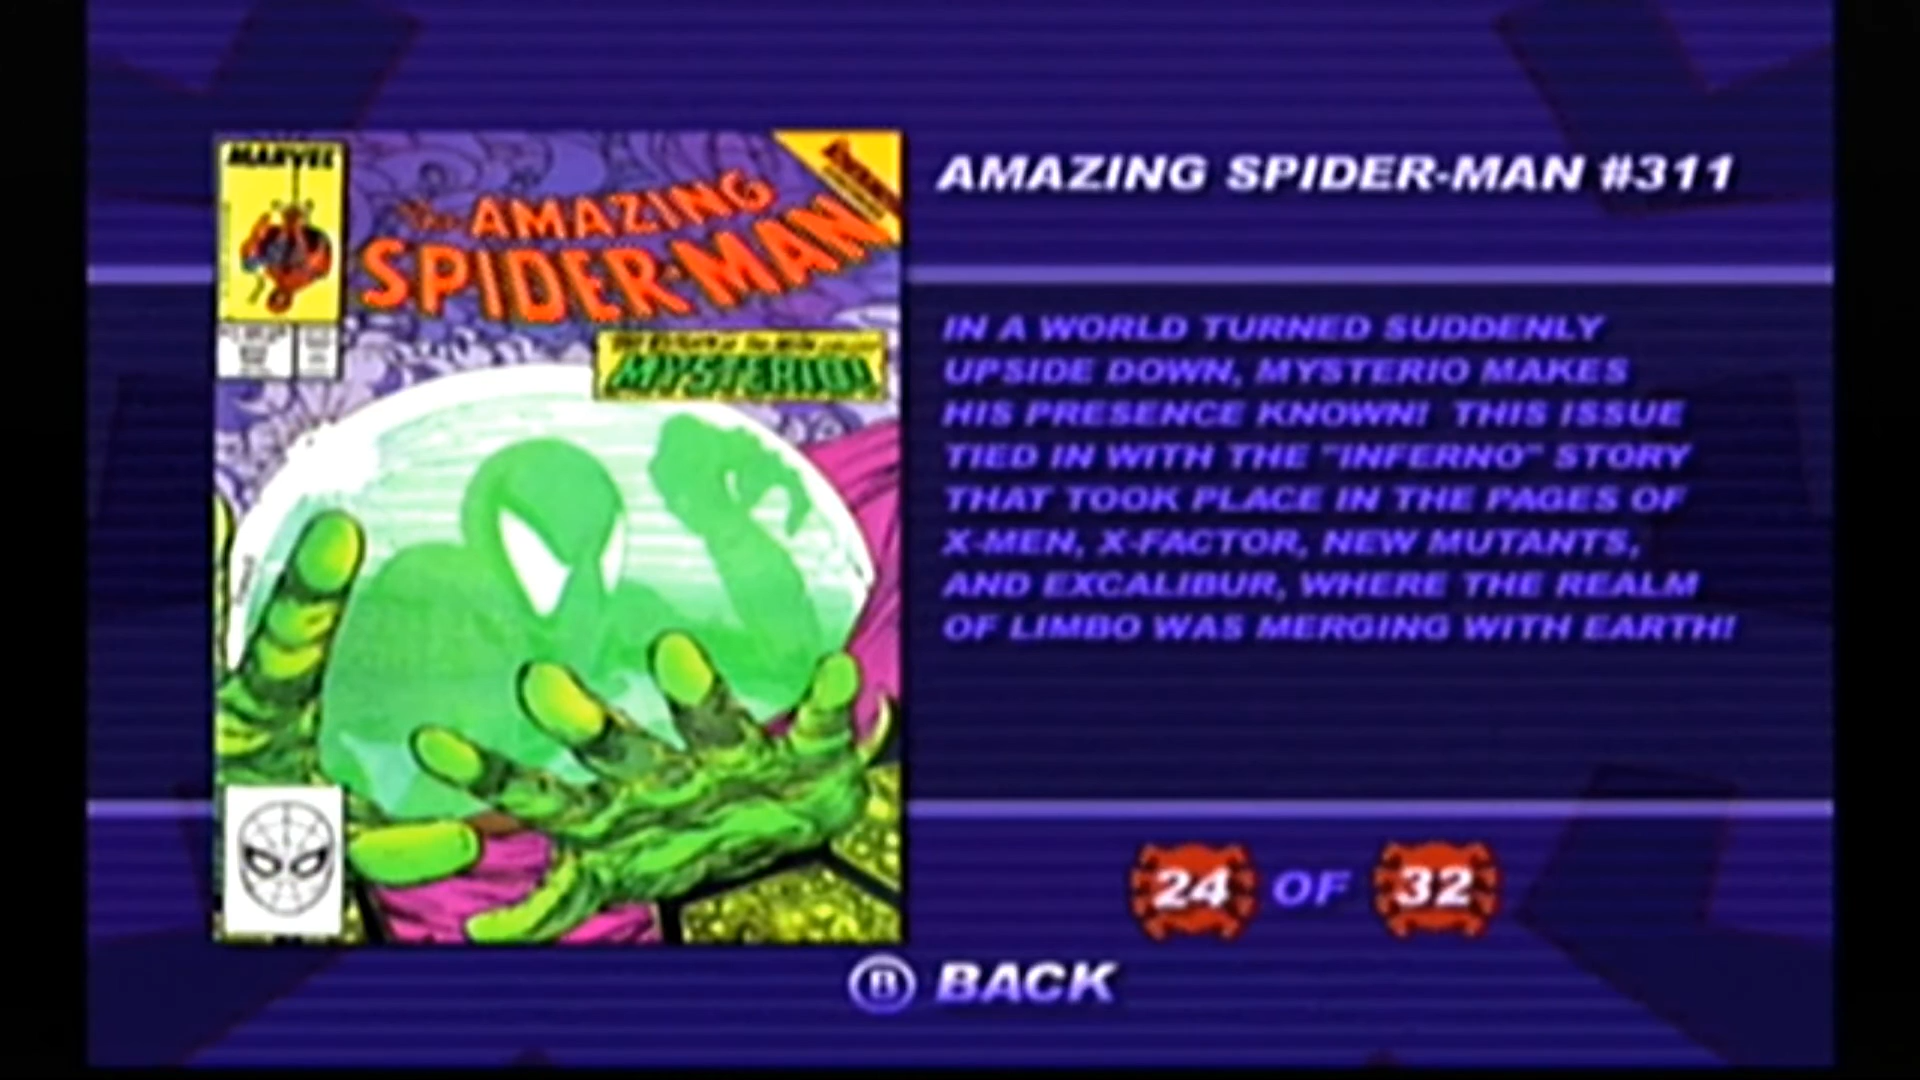 MARVEL
The AMAZING
SPIDER-MAN
MYSTERIO!
AMAZING SPIDER-MAN #311
IN A WORLD TURNED SUDDENLY
UPSIDE DOWN, MYSTERIO MAKES
HIS PRESENCE KNOWN!  THIS ISSUE
TIED IN WITH THE "INFERNO" STORY
THAT TOOK PLACE IN THE PAGES OF
X-MEN, X-FACTOR, NEW MUTANTS,
AND EXCALIBUR, WHERE THE REALM
OF LIMBO WAS MERGING WITH EARTH!
24 OF 32
B BACK